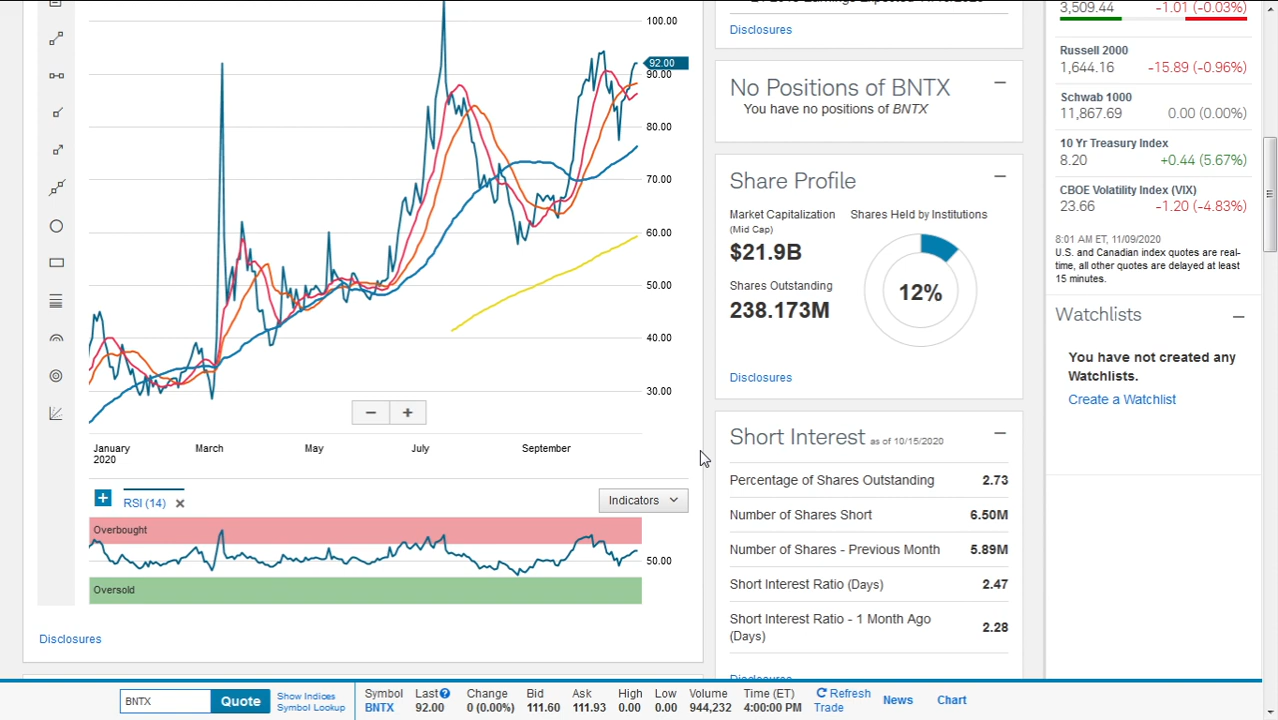 100.00
92.00
90.00
80.00
70.00
60.00
50.00
40.00
30.00
January
2020
March
May
July
September
RSI (14)
Indicators
Overbought
50.00
Oversold
Disclosures
Disclosures
No Positions of BNTX
You have no positions of BNTX
Share Profile
Market Capitalization
(Mid Cap)
$21.9B
Shares Outstanding
238.173M
Shares Held by Institutions
12%
Disclosures
Short Interest as of 10/15/2020
Percentage of Shares Outstanding 2.73
Number of Shares Short 6.50M
Number of Shares - Previous Month 5.89M
Short Interest Ratio (Days) 2.47
Short Interest Ratio - 1 Month Ago
(Days) 2.28
3,509.44 -1.01 (-0.03%)
Russell 2000
1,644.16 -15.89 (-0.96%)
Schwab 1000
11,867.69 0.00 (0.00%)
10 Yr Treasury Index
8.20 +0.44 (5.67%)
CBOE Volatility Index (VIX)
23.66 -1.20 (-4.83%)
8:01 AM ET, 11/09/2020
U.S. and Canadian index quotes are real-
time, all other quotes are delayed at least
15 minutes.
Watchlists
You have not created any
Watchlists.
Create a Watchlist
BNTX Quote
Show Indices
Symbol Lookup
Symbol Last Change Bid Ask High Low Volume Time (ET) Refresh
BNTX 92.00 0 (0.00%) 111.60 111.93 0.00 0.00 944,232 4:00:00 PM Trade
News Chart